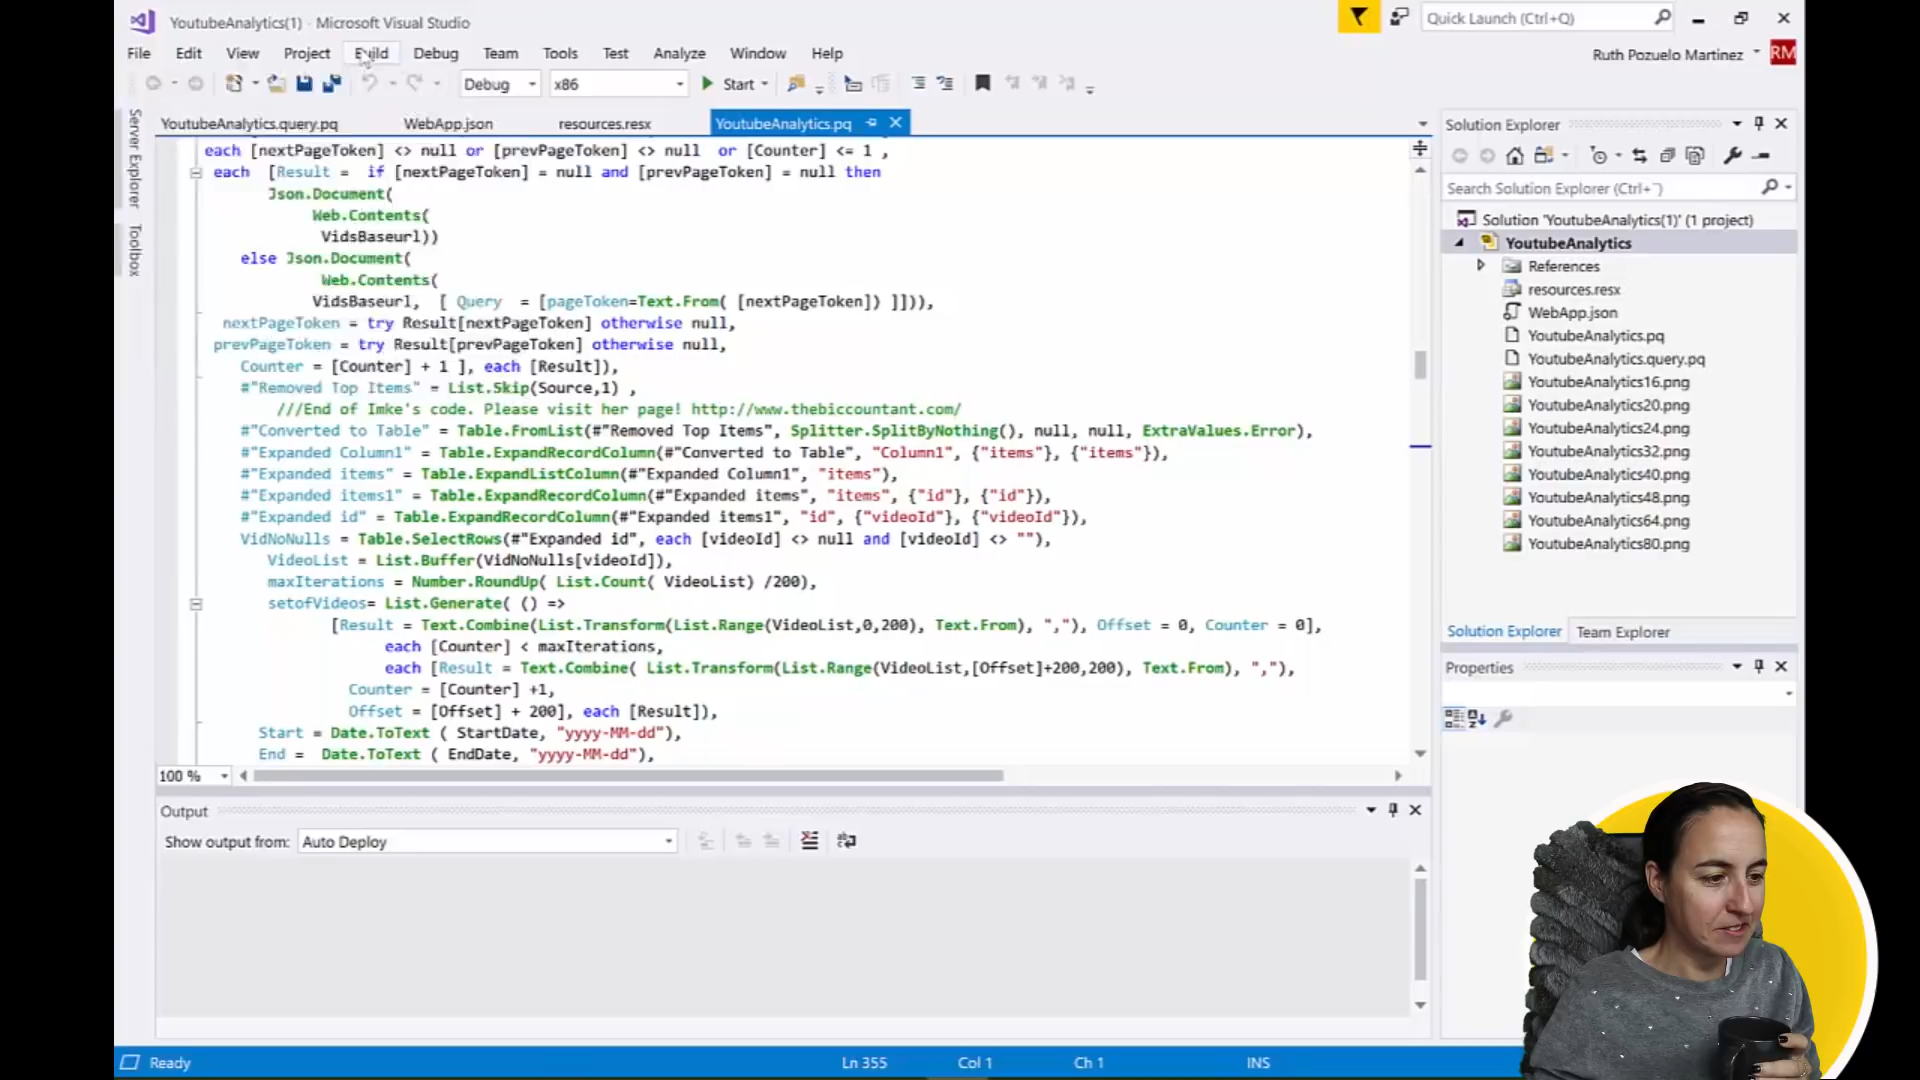 YoutubeAnalytics(1) - Microsoft Visual Studio
Quick Launch (Ctrl+Q)
File Edit View Project Build Debug Team Tools Test Analyze Window Help
Ruth Pozuelo Martinez RM
Debug x86 Start
Server Explorer
Toolbox
YoutubeAnalytics.query.pq WebApp.json resources.resx YoutubeAnalytics.pq
each [nextPageToken] <> null or [prevPageToken] <> null or [Counter] <= 1 ,
each [Result = if [nextPageToken] = null and [prevPageToken] = null then
Json.Document(
Web.Contents(
VidsBaseurl))
else Json.Document(
Web.Contents(
VidsBaseurl, [ Query = [pageToken=Text.From( [nextPageToken]) ]])),
nextPageToken = try Result[nextPageToken] otherwise null,
prevPageToken = try Result[prevPageToken] otherwise null,
Counter = [Counter] + 1 ], each [Result]),
#"Removed Top Items" = List.Skip(Source,1) ,
///End of Imke's code. Please visit her page! http://www.thebiccountant.com/
#"Converted to Table" = Table.FromList(#"Removed Top Items", Splitter.SplitByNothing(), null, null, ExtraValues.Error),
#"Expanded Column1" = Table.ExpandRecordColumn(#"Converted to Table", "Column1", {"items"}, {"items"}),
#"Expanded items" = Table.ExpandListColumn(#"Expanded Column1", "items"),
#"Expanded items1" = Table.ExpandRecordColumn(#"Expanded items", "items", {"id"}, {"id"}),
#"Expanded id" = Table.ExpandRecordColumn(#"Expanded items1", "id", {"videoId"}, {"videoId"}),
VidNoNulls = Table.SelectRows(#"Expanded id", each [videoId] <> null and [videoId] <> ""),
VideoList = List.Buffer(VidNoNulls[videoId]),
maxIterations = Number.RoundUp( List.Count( VideoList) /200),
setofVideos= List.Generate( () =>
[Result = Text.Combine(List.Transform(List.Range(VideoList,0,200), Text.From), ","), Offset = 0, Counter = 0],
each [Counter] < maxIterations,
each [Result = Text.Combine( List.Transform(List.Range(VideoList,[Offset]+200,200), Text.From), ","),
Counter = [Counter] +1,
Offset = [Offset] + 200], each [Result]),
Start = Date.ToText ( StartDate, "yyyy-MM-dd"),
End = Date.ToText ( EndDate, "yyyy-MM-dd"),
100 %
Output
Show output from: Auto Deploy
Solution Explorer
Search Solution Explorer (Ctrl+¨)
Solution 'YoutubeAnalytics(1)' (1 project)
YoutubeAnalytics
References
resources.resx
WebApp.json
YoutubeAnalytics.pq
YoutubeAnalytics.query.pq
YoutubeAnalytics16.png
YoutubeAnalytics20.png
YoutubeAnalytics24.png
YoutubeAnalytics32.png
YoutubeAnalytics40.png
YoutubeAnalytics48.png
YoutubeAnalytics64.png
YoutubeAnalytics80.png
Solution Explorer Team Explorer
Properties
Ready Ln 355 Col 1 Ch 1 INS